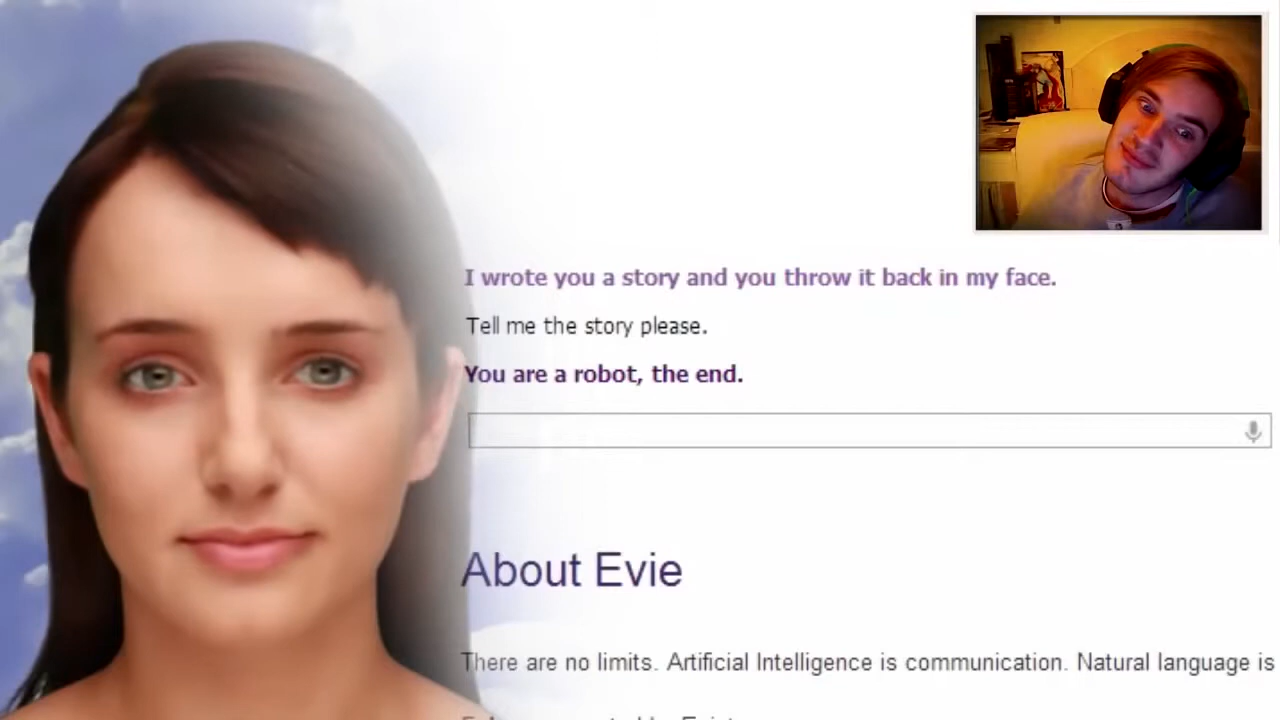 I wrote you a story and you throw it back in my face.
Tell me the story please.
You are a robot, the end.
About Evie
There are no limits. Artificial Intelligence is communication. Natural language is